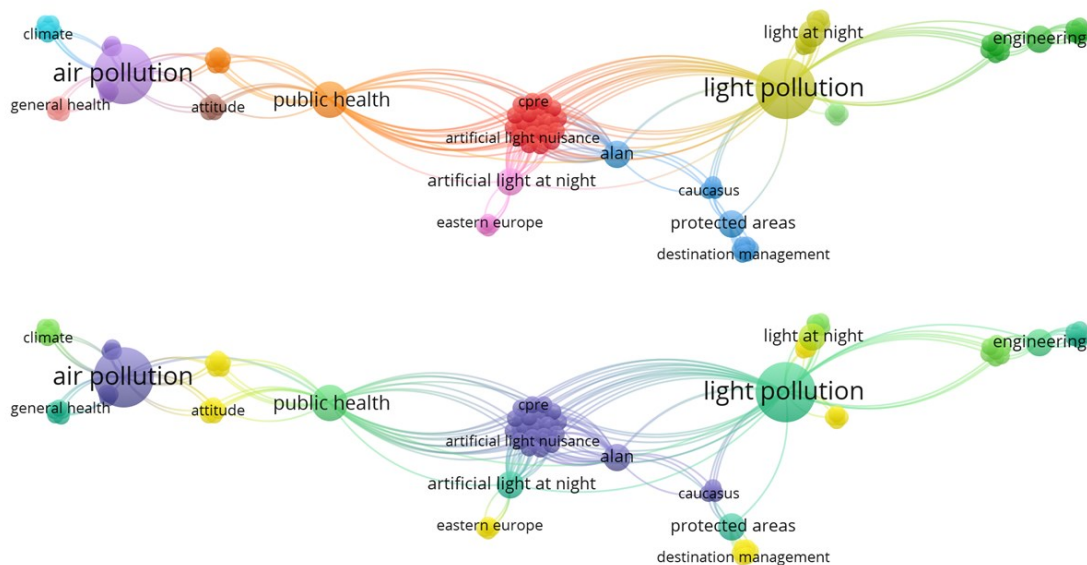 climate
air pollution
general health
attitude
public health
cpre
artificial light nuisance
alan
artificial light at night
eastern europe
light at night
engineering
light pollution
caucasus
protected areas
destination management
climate
air pollution
general health
attitude
public health
cpre
artificial light nuisance
alan
artificial light at night
eastern europe
light at night
engineering
light pollution
caucasus
protected areas
destination management